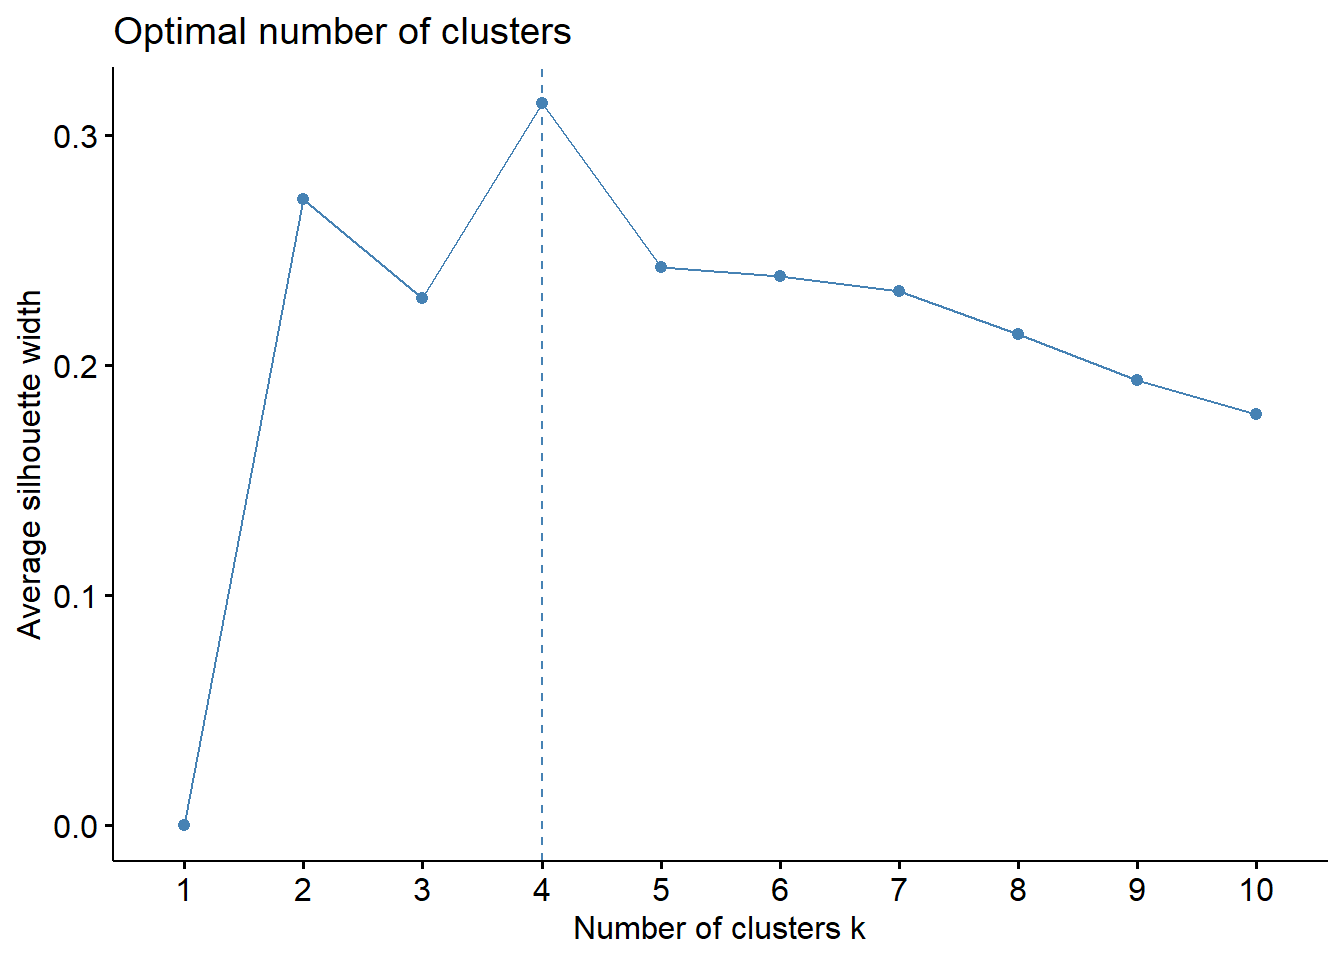 Optimal number of clusters
Average silhouette width
0.3
0.2
0.1
0.0
1 2 3 4 5 6 7 8 9 10
Number of clusters k